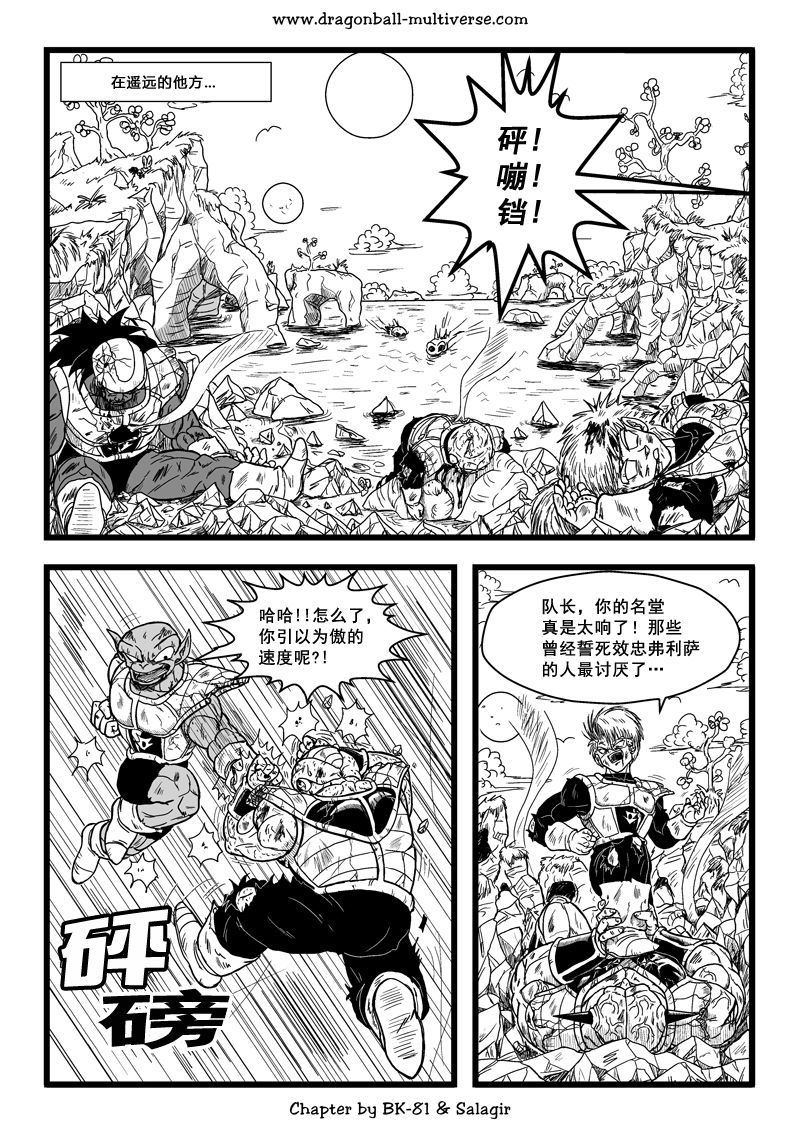 www.dragonball-multiverse.com
在遥远的他方...
砰!
嘣!
铛!
哈哈!!怎么了,
你引以为傲的
速度呢?!
队长, 你的名堂
真是太响了! 那些
曾经誓死效忠弗利萨
的人最讨厌了…
砰
磅
Chapter by BK-81 & Salagir